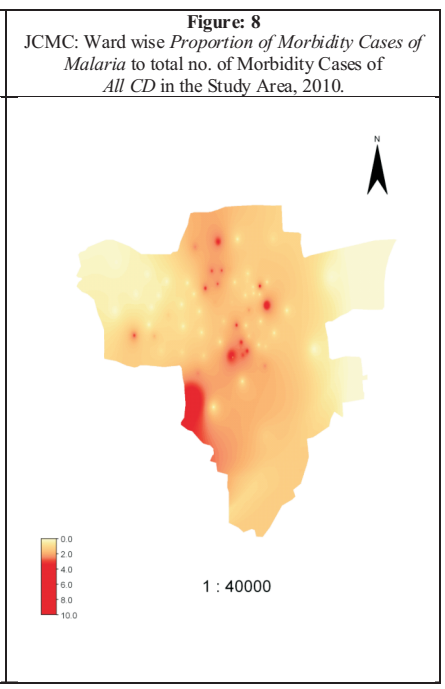 Figure: 8
JCMC: Ward wise Proportion of Morbidity Cases of
Malaria to total no. of Morbidity Cases of
All CD in the Study Area, 2010.
N
0.0
2.0
4.0
6.0
8.0
10.0
1 : 40000